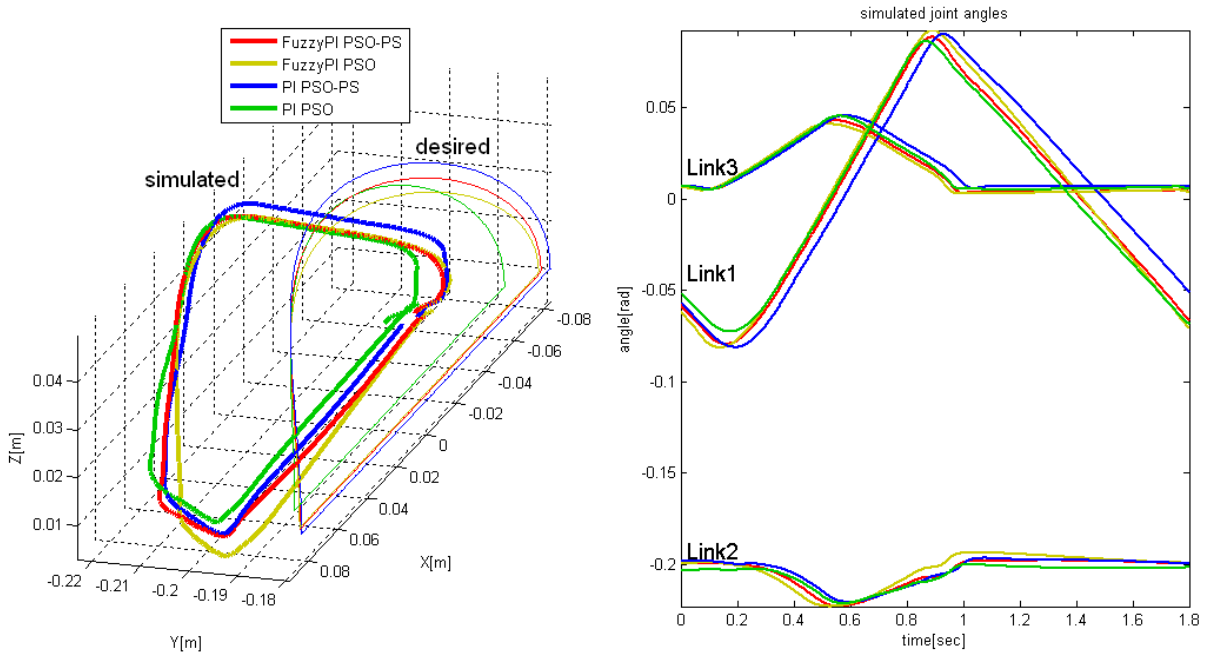 FuzzyPI PSO-PS
FuzzyPI PSO
PI PSO-PS
PI PSO
simulated
desired
0.04
0.03
0.02
0.01
Z[m]
-0.22
-0.21
-0.2
-0.19
-0.18
Y[m]
0.08
0.06
0.04
0.02
0
-0.02
-0.04
-0.06
-0.08
X[m]
simulated joint angles
0.05
0
-0.05
-0.1
-0.15
-0.2
angle[rad]
Link3
Link1
Link2
0
0.2
0.4
0.6
0.8
1
1.2
1.4
1.6
1.8
time[sec]